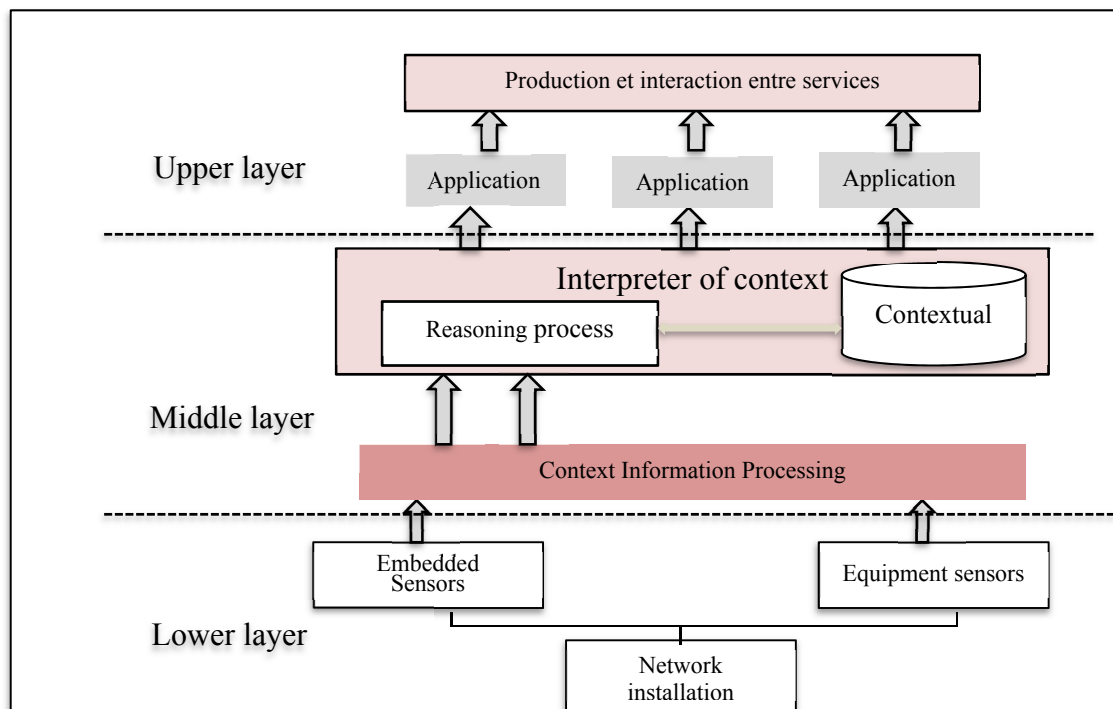 Production et interaction entre services
Upper layer
Application
Application
Application
Interpreter of context
Reasoning process
Contextual
Middle layer
Context Information Processing
Embedded
Sensors
Equipment sensors
Lower layer
Network
installation